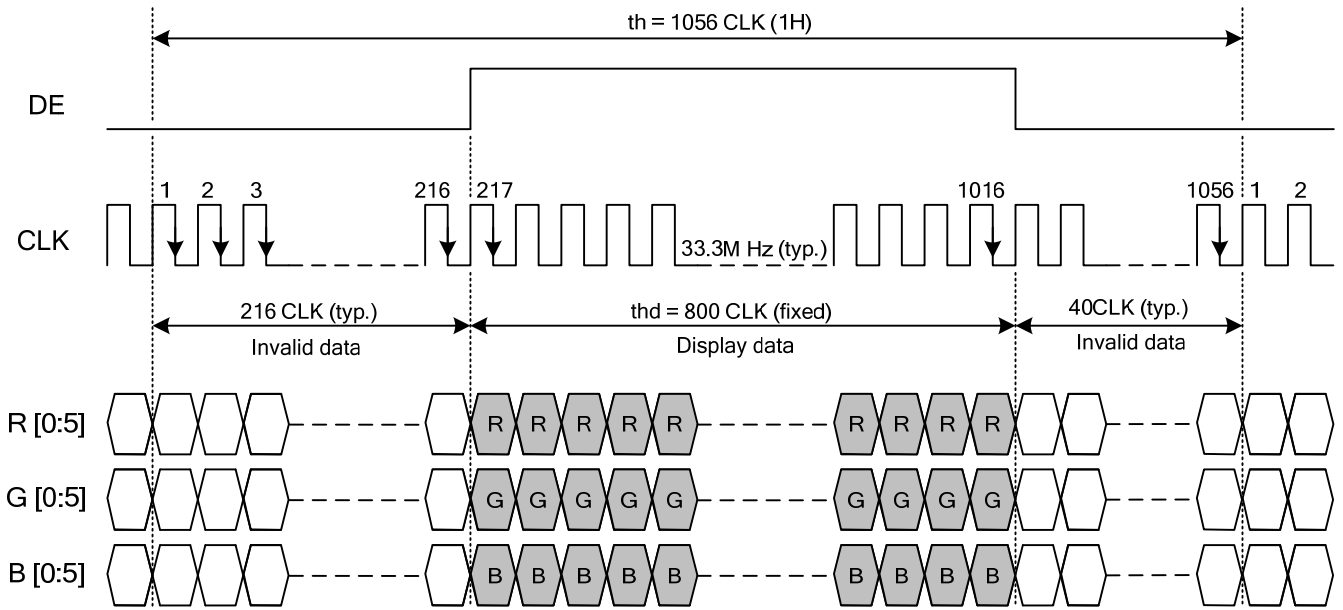 th = 1056 CLK (1H)
DE
1 2 3 216 217 1016 1056 1 2
CLK
33.3M Hz (typ.)
216 CLK (typ.) thd = 800 CLK (fixed) 40CLK (typ.)
Invalid data Display data Invalid data
R [0:5] R R R R R R R R R
G [0:5] G G G G G G G G G
B [0:5] B B B B B B B B B